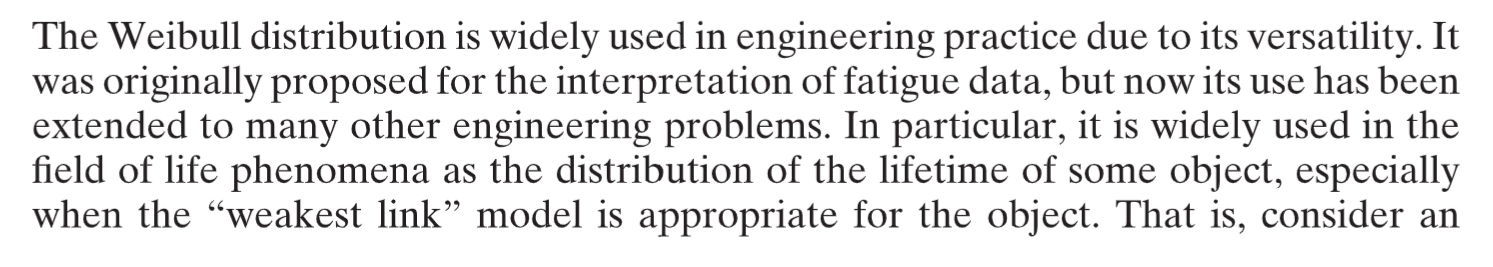 The Weibull distribution is widely used in engineering practice due to its versatility. It
was originally proposed for the interpretation of fatigue data, but now its use has been
extended to many other engineering problems. In particular, it is widely used in the
field of life phenomena as the distribution of the lifetime of some object, especially
when the “weakest link” model is appropriate for the object. That is, consider an